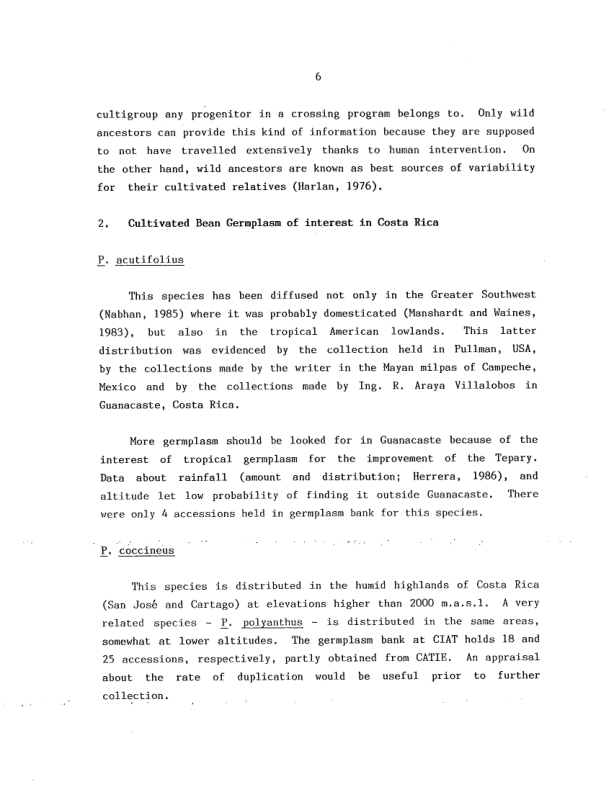 6
cultigroup any progenitor in a crossing program belongs to. Only wild
ancestors can provide this kind of information because they are supposed
to not have travelled extensively thanks to human intervention. On
the other hand, wild ancestors are known as best sources of variability
for their cultivated relatives (Harlan, 1976).
2. Cultivated Bean Germplasm of interest in Costa Rica
P. acutifolius
This species has been diffused not only in the Greater Southwest
(Nabhan, 1985) where it was probably domesticated (Manshardt and Waines,
1983), but also in the tropical American lowlands. This latter
distribution was evidenced by the collection held in Pullman, USA,
by the collections made by the writer in the Mayan milpas of Campeche,
Mexico and by the collections made by Ing. R. Araya Villalobos in
Guanacaste, Costa Rica.
More germplasm should be looked for in Guanacaste because of the
interest of tropical germplasm for the improvement of the Tepary.
Data about rainfall (amount and distribution; Herrera, 1986), and
altitude let low probability of finding it outside Guanacaste. There
were only 4 accessions held in germplasm bank for this species.
P. coccineus
This species is distributed in the humid highlands of Costa Rica
(San José and Cartago) at elevations higher than 2000 m.a.s.l. A very
related species - P. polyanthus - is distributed in the same areas,
somewhat at lower altitudes. The germplasm bank at CIAT holds 18 and
25 accessions, respectively, partly obtained from CATIE. An appraisal
about the rate of duplication would be useful prior to further
collection.